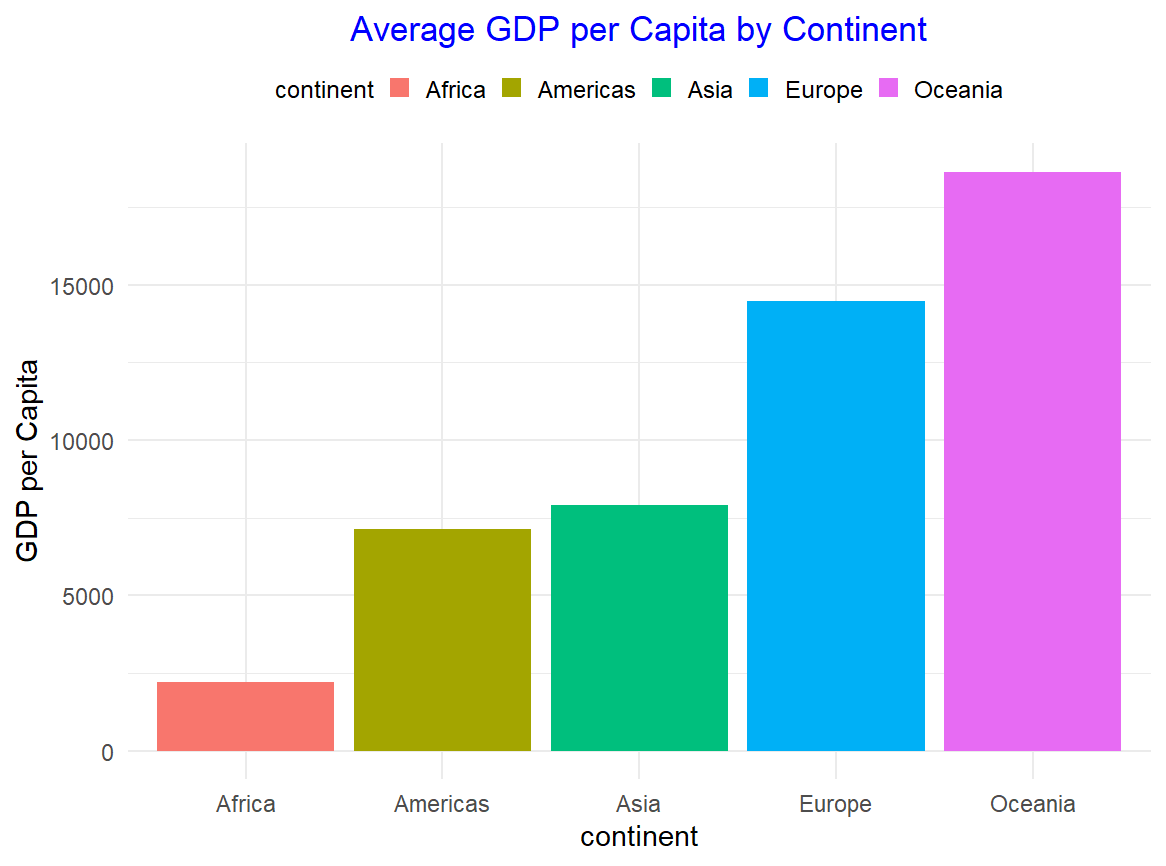 Average GDP per Capita by Continent
continent Africa Americas Asia Europe Oceania
GDP per Capita
15000
10000
5000
0
Africa Americas Asia Europe Oceania
continent